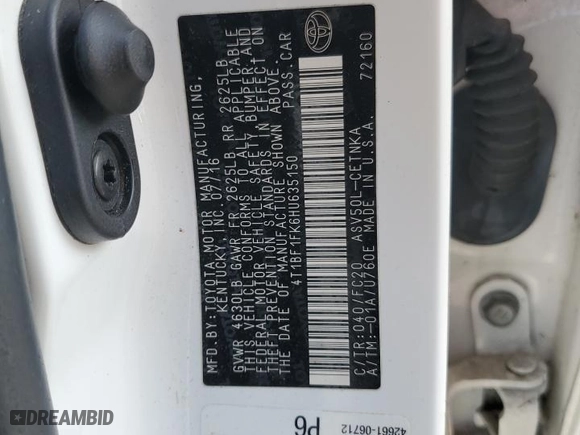 MFD.BY:TOYOTA MOTOR MANUFACTURING,
KENTUCKY, INC. 07/16
GVWR 4630LB GAWR FR 2625LB RR 2625LB
THIS VEHICLE CONFORMS TO ALL APPLICABLE
FEDERAL MOTOR VEHICLE SAFETY BUMPER, AND
THEFT PREVENTION STANDARDS IN EFFECT ON
THE DATE OF MANUFACTURE SHOWN ABOVE.
4T1BF1FK6HU635150 PASS.CAR
C/TR:040/FC20 ASV50L-CETNKA
A/TM:-01A/U760E MADE IN U.S.A.
72160
42661-06712
P6
DREAMBID